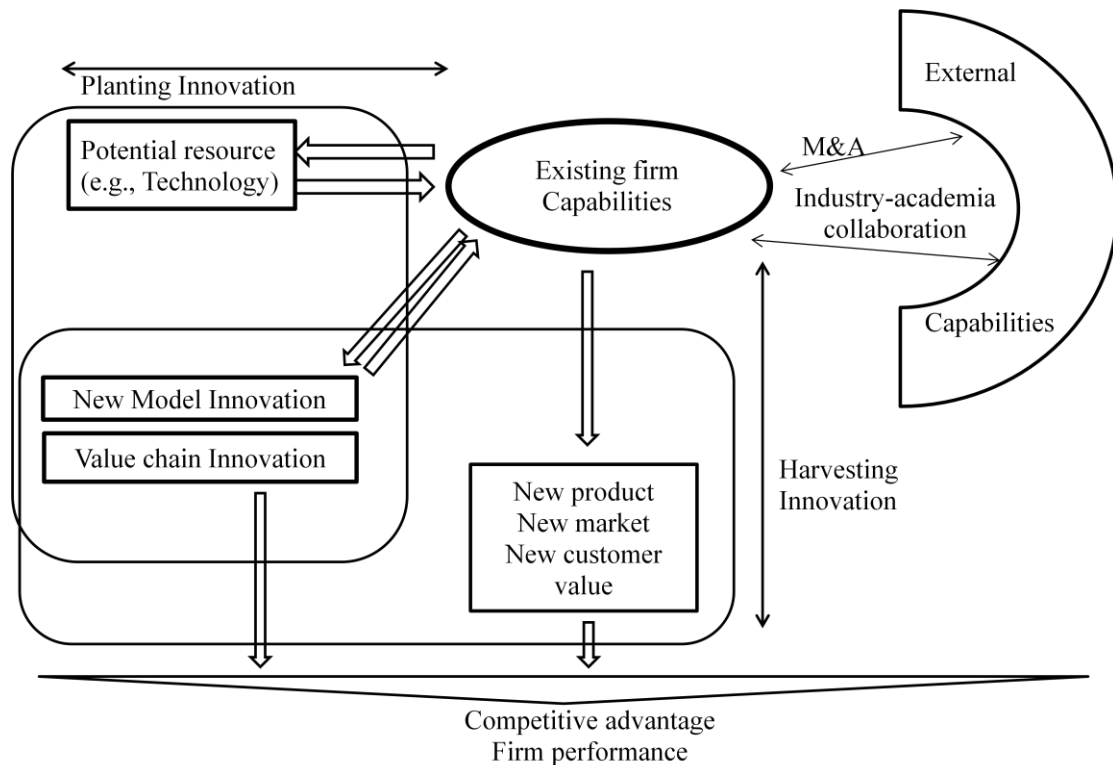 Planting Innovation
Potential resource
(e.g., Technology)
Existing firm
Capabilities
External
M&A
Industry-academia
collaboration
Capabilities
New Model Innovation
Value chain Innovation
New product
New market
New customer
value
Harvesting
Innovation
Competitive advantage
Firm performance